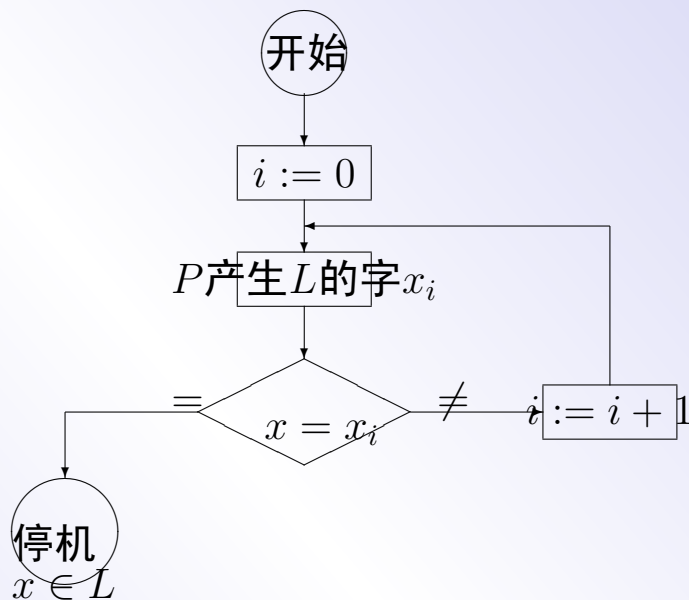 开始
i := 0
P产生L的字x_i
=
x = x_i
≠
i := i + 1
停机
x ∈ L